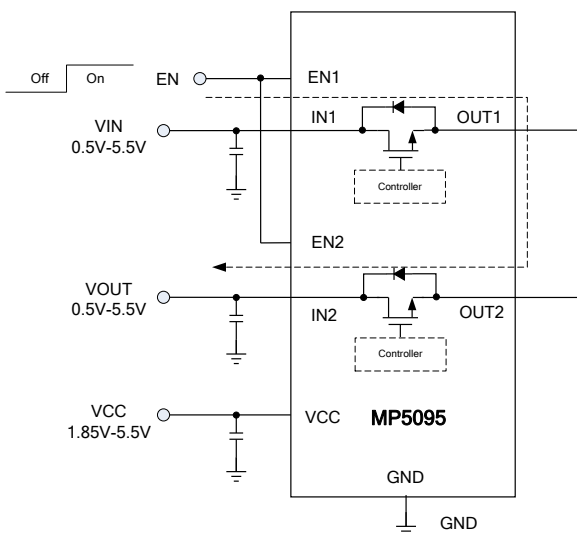 Off
On
EN
EN1
VIN
0.5V-5.5V
IN1
OUT1
Controller
EN2
VOUT
0.5V-5.5V
IN2
OUT2
Controller
VCC
1.85V-5.5V
VCC
MP5095
GND
GND